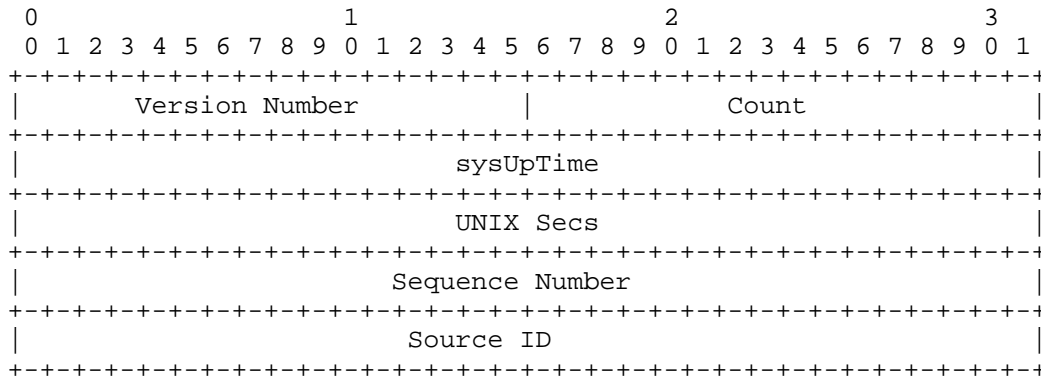 0                   1                   2                   3
0 1 2 3 4 5 6 7 8 9 0 1 2 3 4 5 6 7 8 9 0 1 2 3 4 5 6 7 8 9 0 1
+-+-+-+-+-+-+-+-+-+-+-+-+-+-+-+-+-+-+-+-+-+-+-+-+-+-+-+-+-+-+-+-+
|       Version Number          |            Count              |
+-+-+-+-+-+-+-+-+-+-+-+-+-+-+-+-+-+-+-+-+-+-+-+-+-+-+-+-+-+-+-+-+
|                           sysUpTime                           |
+-+-+-+-+-+-+-+-+-+-+-+-+-+-+-+-+-+-+-+-+-+-+-+-+-+-+-+-+-+-+-+-+
|                           UNIX Secs                           |
+-+-+-+-+-+-+-+-+-+-+-+-+-+-+-+-+-+-+-+-+-+-+-+-+-+-+-+-+-+-+-+-+
|                       Sequence Number                         |
+-+-+-+-+-+-+-+-+-+-+-+-+-+-+-+-+-+-+-+-+-+-+-+-+-+-+-+-+-+-+-+-+
|                        Source ID                              |
+-+-+-+-+-+-+-+-+-+-+-+-+-+-+-+-+-+-+-+-+-+-+-+-+-+-+-+-+-+-+-+-+